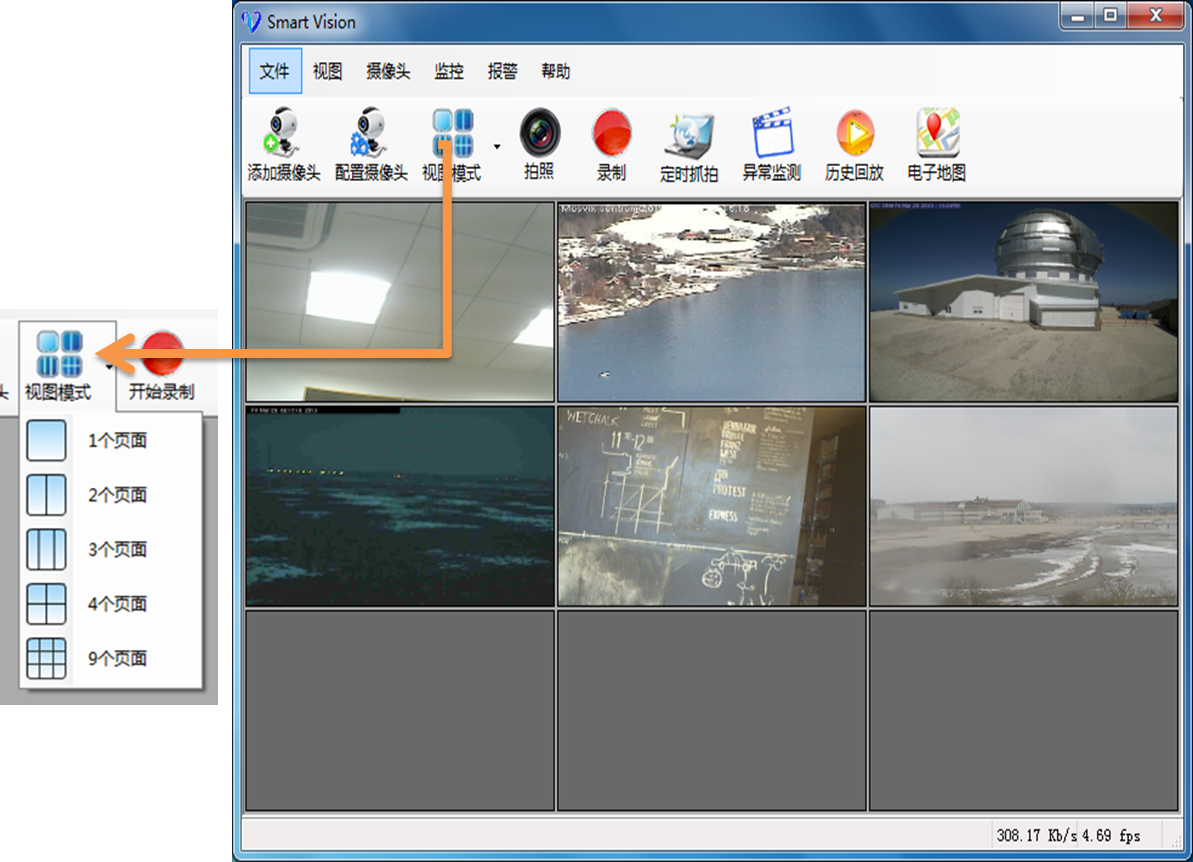 Smart Vision
文件 视图 摄像头 监控 报警 帮助
添加摄像头 配置摄像头 视图模式 拍照 录制 定时抓拍 异常监测 历史回放 电子地图
视图模式 开始录制
1个页面
2个页面
3个页面
4个页面
9个页面
WETCHALK
11 - 12
PROTEST
EXPRESS
308.17 Kb/s 4.69 fps